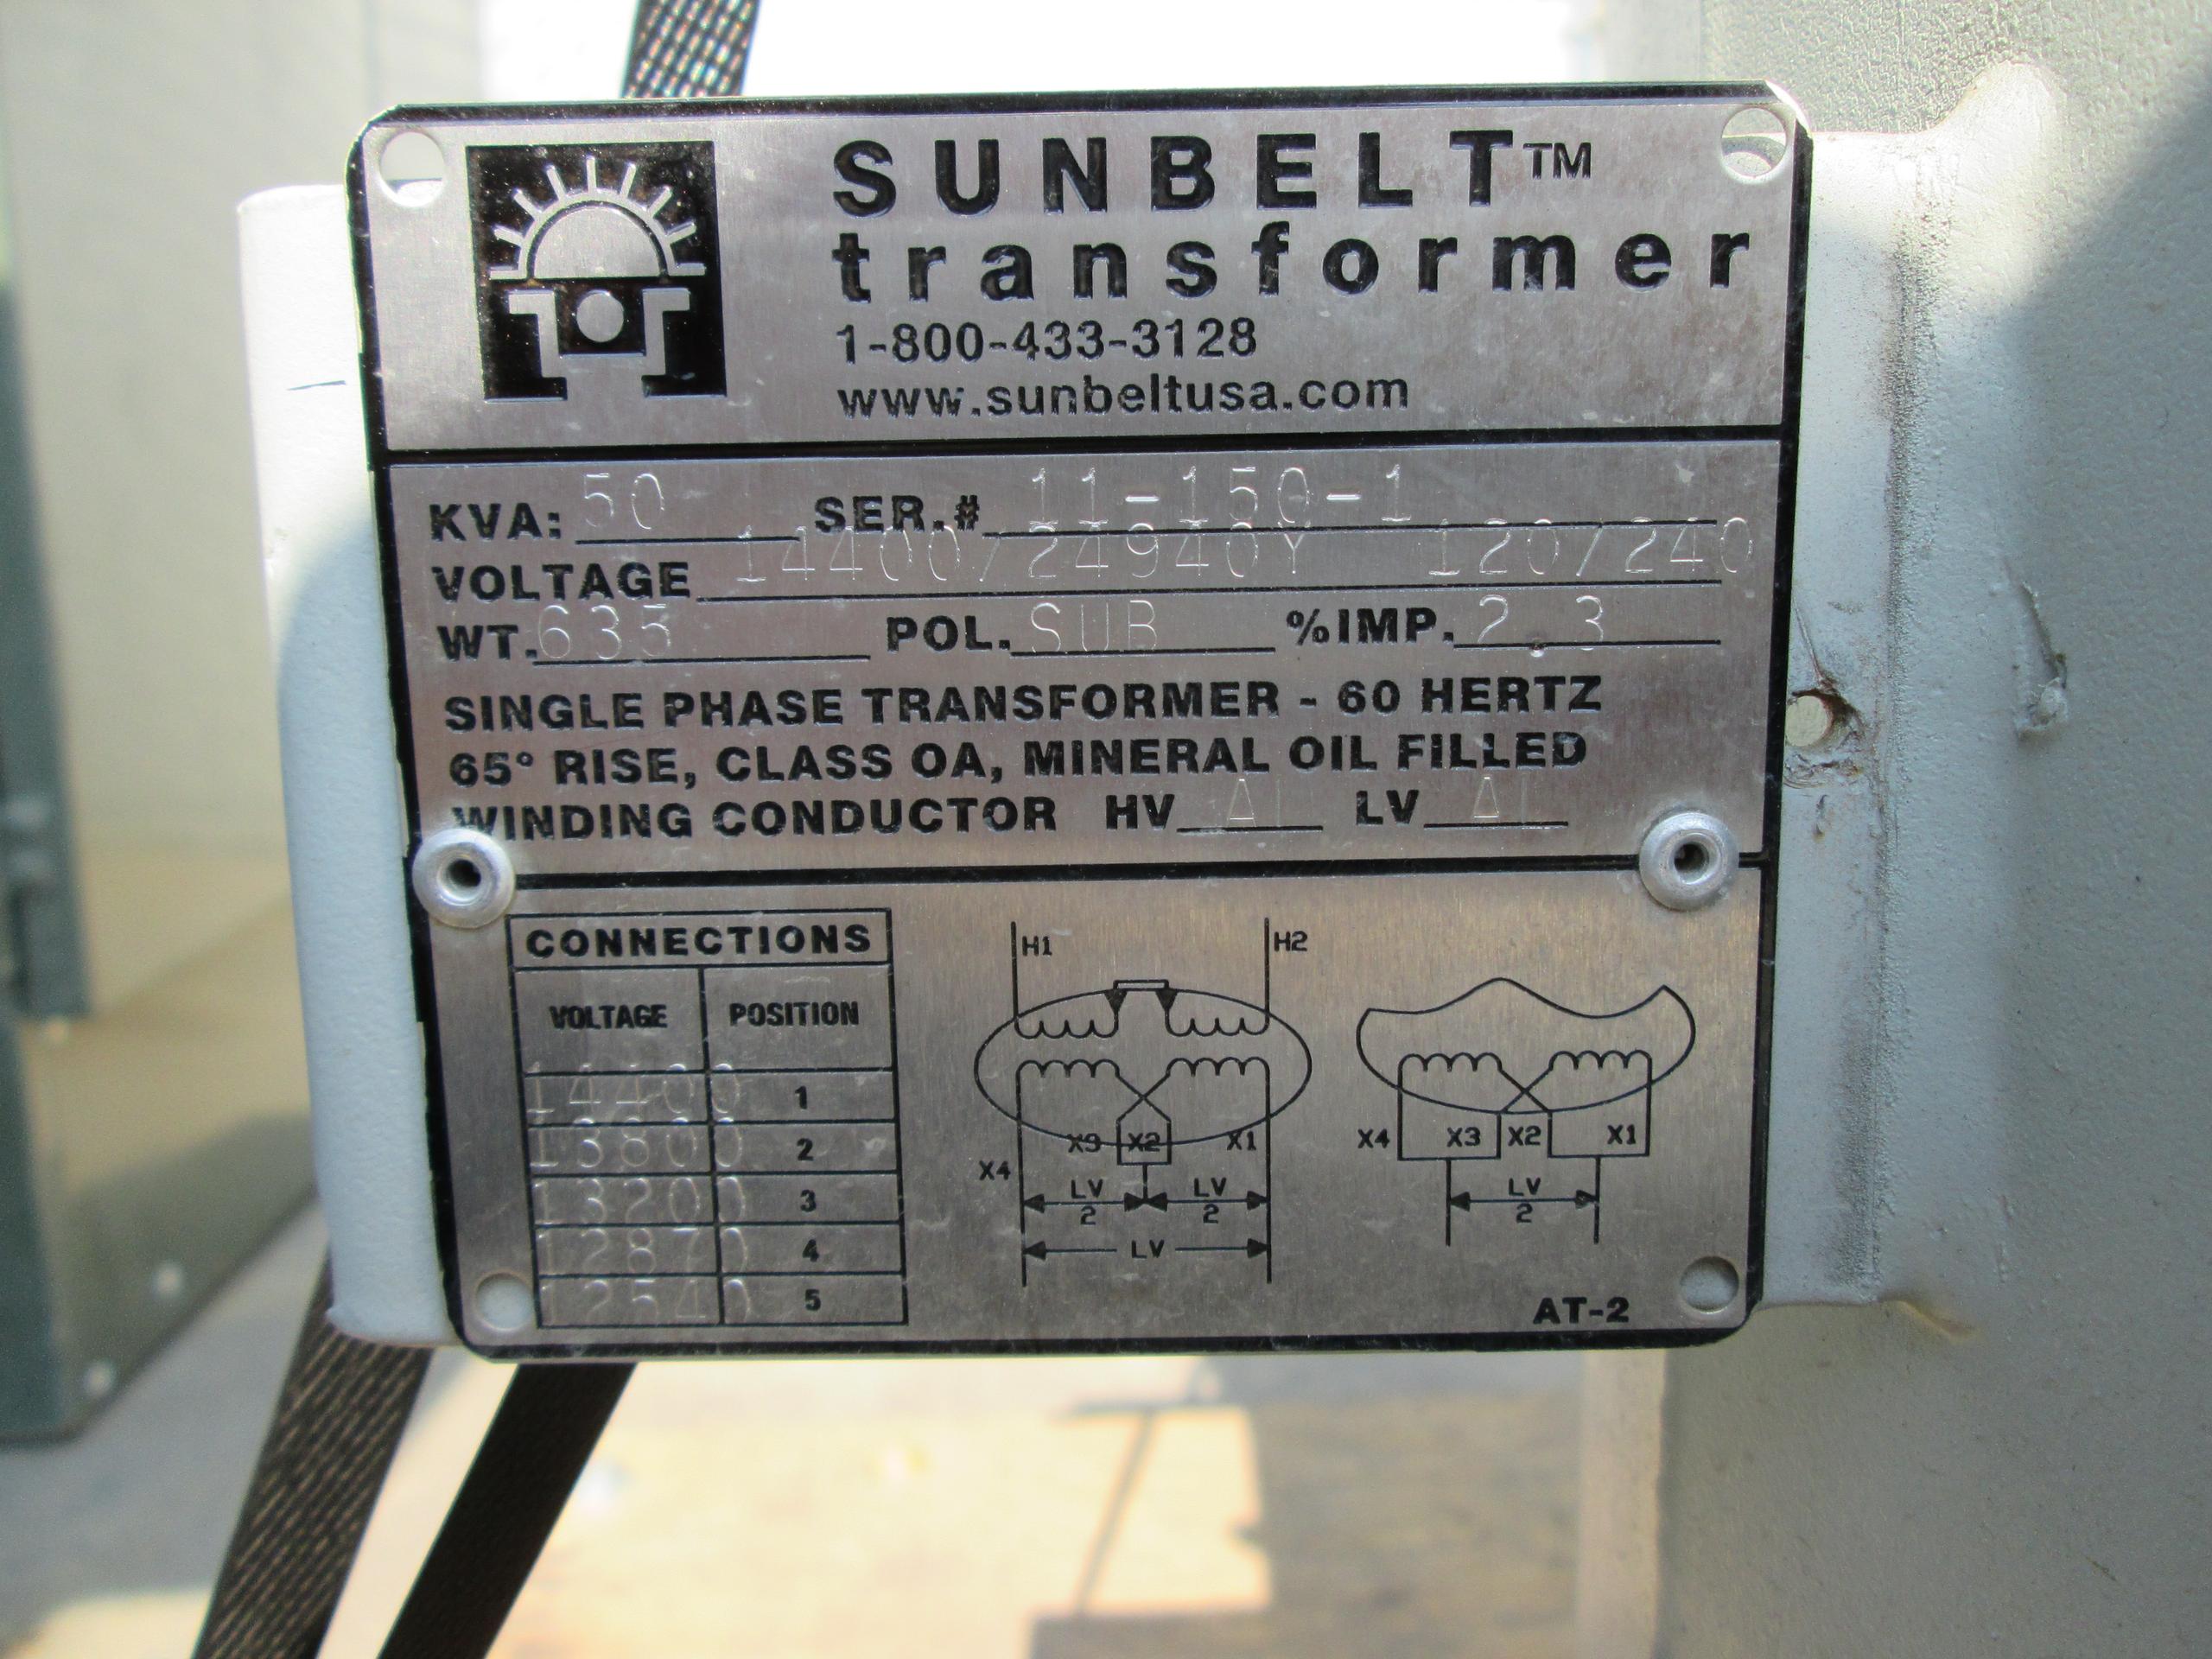 SUNBELT™
transformer
1-800-433-3128
www.sunbeltusa.com
KVA: 50 SER.# 11-150-1
VOLTAGE 14400/24940Y 120/240
WT. 635 POL. SUB %IMP. 2.3
SINGLE PHASE TRANSFORMER - 60 HERTZ
65° RISE, CLASS OA, MINERAL OIL FILLED
WINDING CONDUCTOR HV AL LV AL
CONNECTIONS
VOLTAGE POSITION
14400 1
13800 2
13200 3
12870 4
12540 5
H1 H2
X4 X3 X2 X1
LV/2 LV/2
LV
X4 X3 X2 X1
LV/2
AT-2